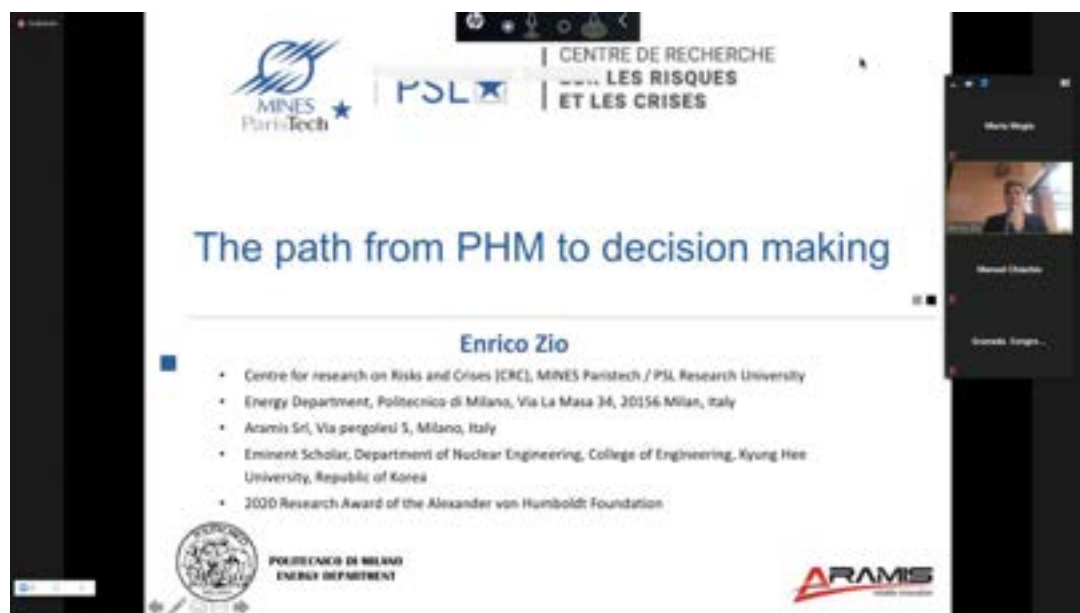 CENTRE DE RECHERCHE
LES RISQUES
ET LES CRISES
MINES
ParisTech
PSL
The path from PHM to decision making
Enrico Zio
• Centre for research on Risks and Crises (CRC), MINES Paristech / PSL Research University
• Energy Department, Politecnico di Milano, Via La Masa 34, 20156 Milan, Italy
• Aramis Srl, Via pergolesi 5, Milano, Italy
• Eminent Scholar, Department of Nuclear Engineering, College of Engineering, Kyung Hee
University, Republic of Korea
• 2020 Research Award of the Alexander von Humboldt Foundation
POLITECNICO DI MILANO
ENERGY DEPARTMENT
ARAMIS
Manuel Chiachío